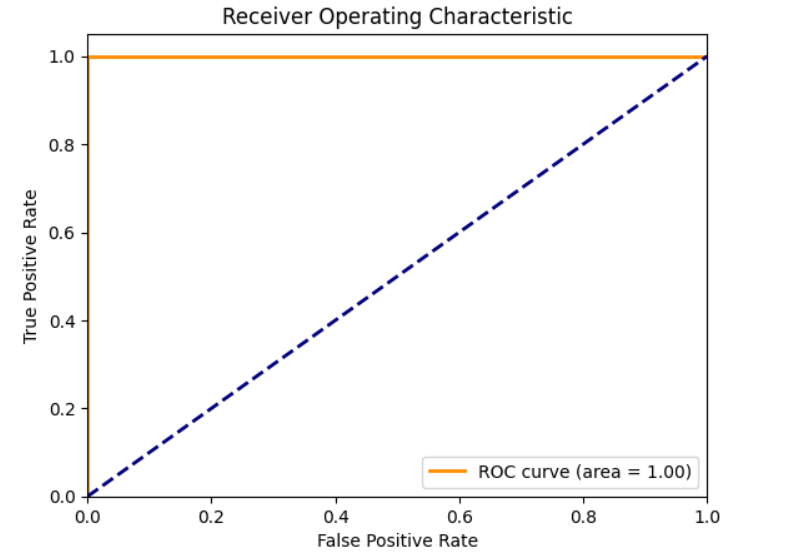 Receiver Operating Characteristic
1.0
0.8
0.6
0.4
0.2
0.0
True Positive Rate
ROC curve (area = 1.00)
0.0 0.2 0.4 0.6 0.8 1.0
False Positive Rate